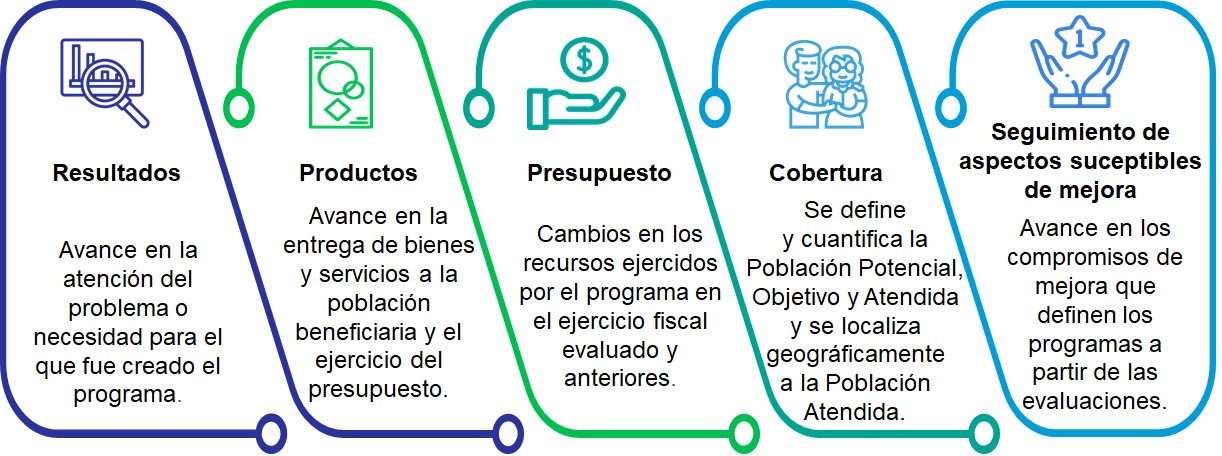 Resultados
Avance en la
atención del
problema o
necesidad para el
que fue creado el
programa.
Productos
Avance en la
entrega de bienes
y servicios a la
población
beneficiaria y el
ejercicio del
presupuesto.
$
Presupuesto
Cambios en los
recursos ejercidos
por el programa en
el ejercicio fiscal
evaluado y
anteriores.
Cobertura
Se define
y cuantifica la
Población Potencial,
Objetivo y Atendida
y se localiza
geográficamente
a la Población
Atendida.
1
Seguimiento de
aspectos suceptibles
de mejora
Avance en los
compromisos de
mejora que
definen los
programas a
partir de las
evaluaciones.